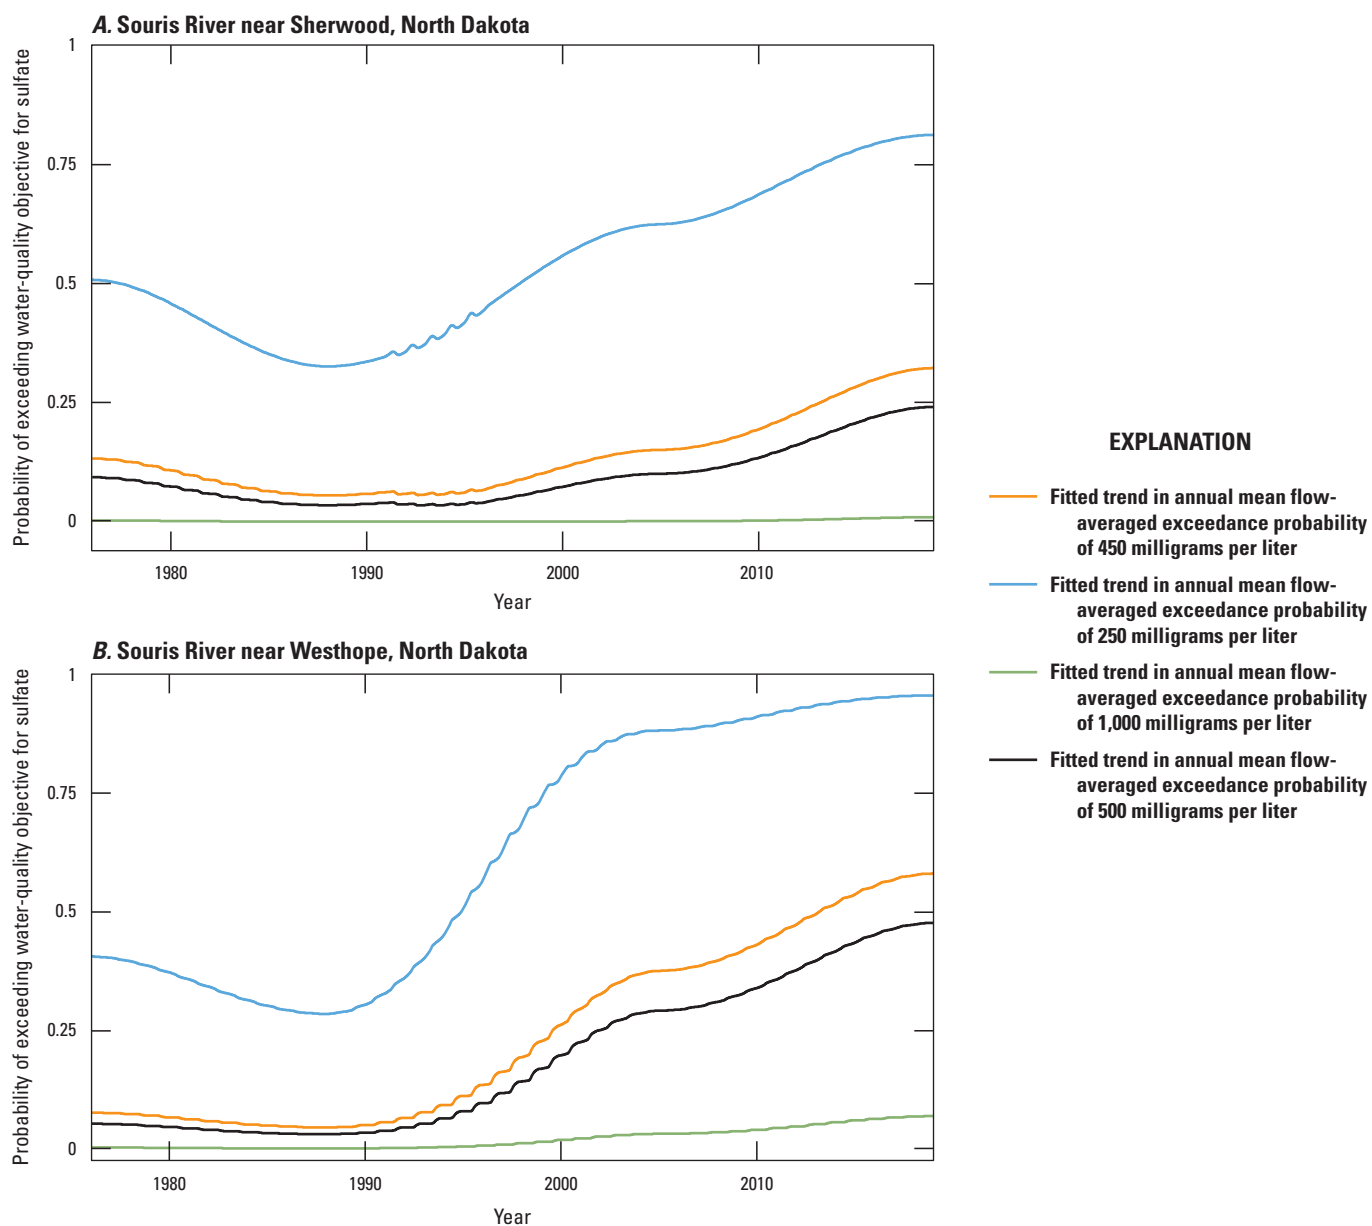 A. Souris River near Sherwood, North Dakota
Probability of exceeding water-quality objective for sulfate
1
0.75
0.5
0.25
0
1980
1990
2000
2010
Year
B. Souris River near Westhope, North Dakota
Probability of exceeding water-quality objective for sulfate
1
0.75
0.5
0.25
0
1980
1990
2000
2010
Year
EXPLANATION
Fitted trend in annual mean flow-
averaged exceedance probability
of 450 milligrams per liter
Fitted trend in annual mean flow-
averaged exceedance probability
of 250 milligrams per liter
Fitted trend in annual mean flow-
averaged exceedance probability
of 1,000 milligrams per liter
Fitted trend in annual mean flow-
averaged exceedance probability
of 500 milligrams per liter